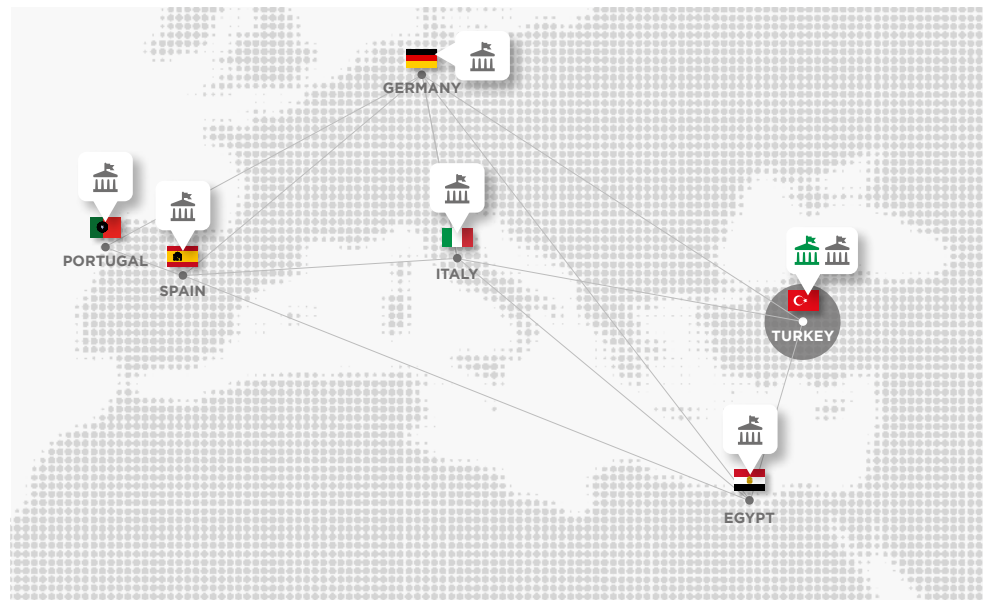 GERMANY
PORTUGAL
SPAIN
ITALY
TURKEY
EGYPT